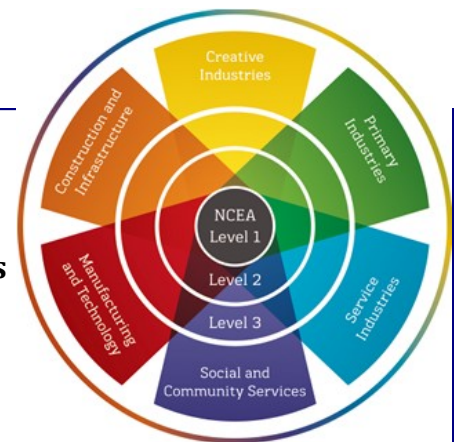 Creative
Industries
Construction and
Infrastructure
Primary
Industries
NCEA
Level 1
s
Level 2
Manufacturing
and Technology
Level 3
Service
Industries
Social and
Community Services